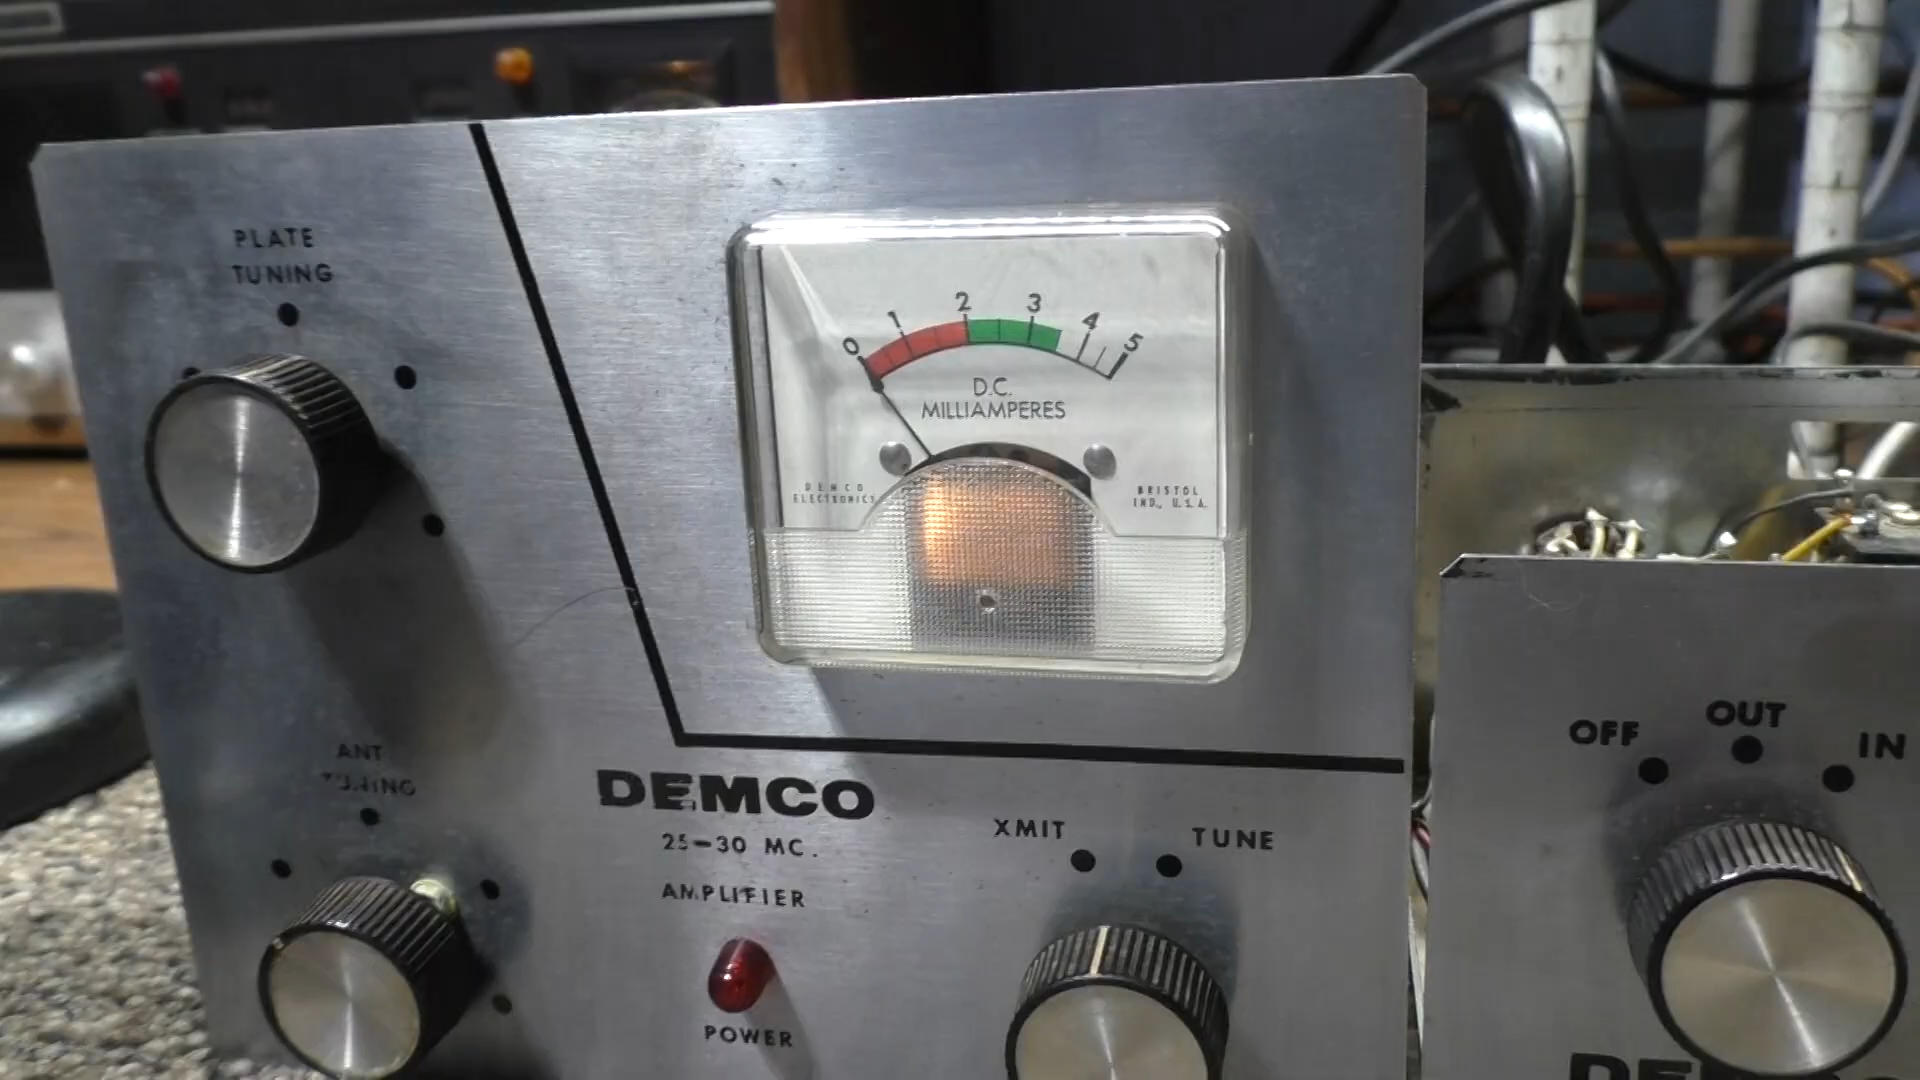 PLATE
TUNING
0 1 2 3 4 5
D.C.
MILLIAMPERES
DEMCO
ELECTRONICS
BRISTOL
IND., U.S.A.
ANT
DEMCO
25-30 MC.
AMPLIFIER
POWER
XMIT
TUNE
OFF
OUT
IN